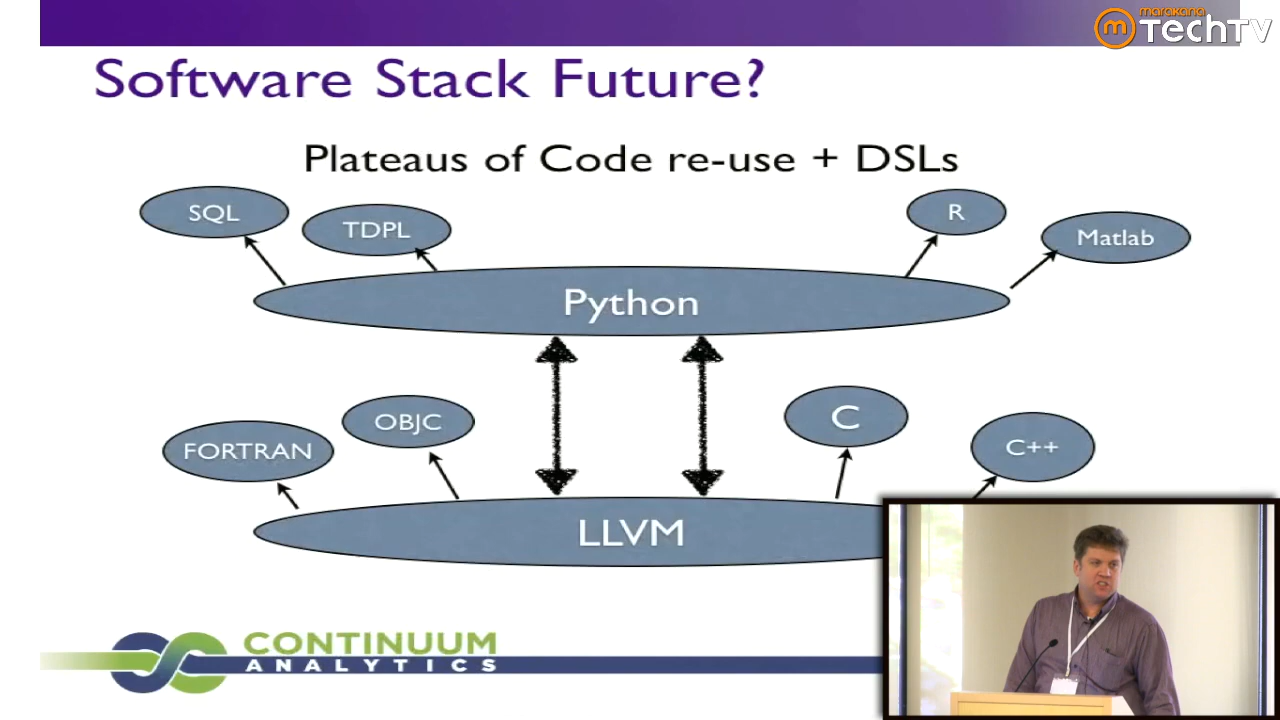 marakana
m TechTV
Software Stack Future?
Plateaus of Code re-use + DSLs
SQL
TDPL
R
Matlab
Python
OBJC
C
FORTRAN
C++
LLVM
CONTINUUM
ANALYTICS